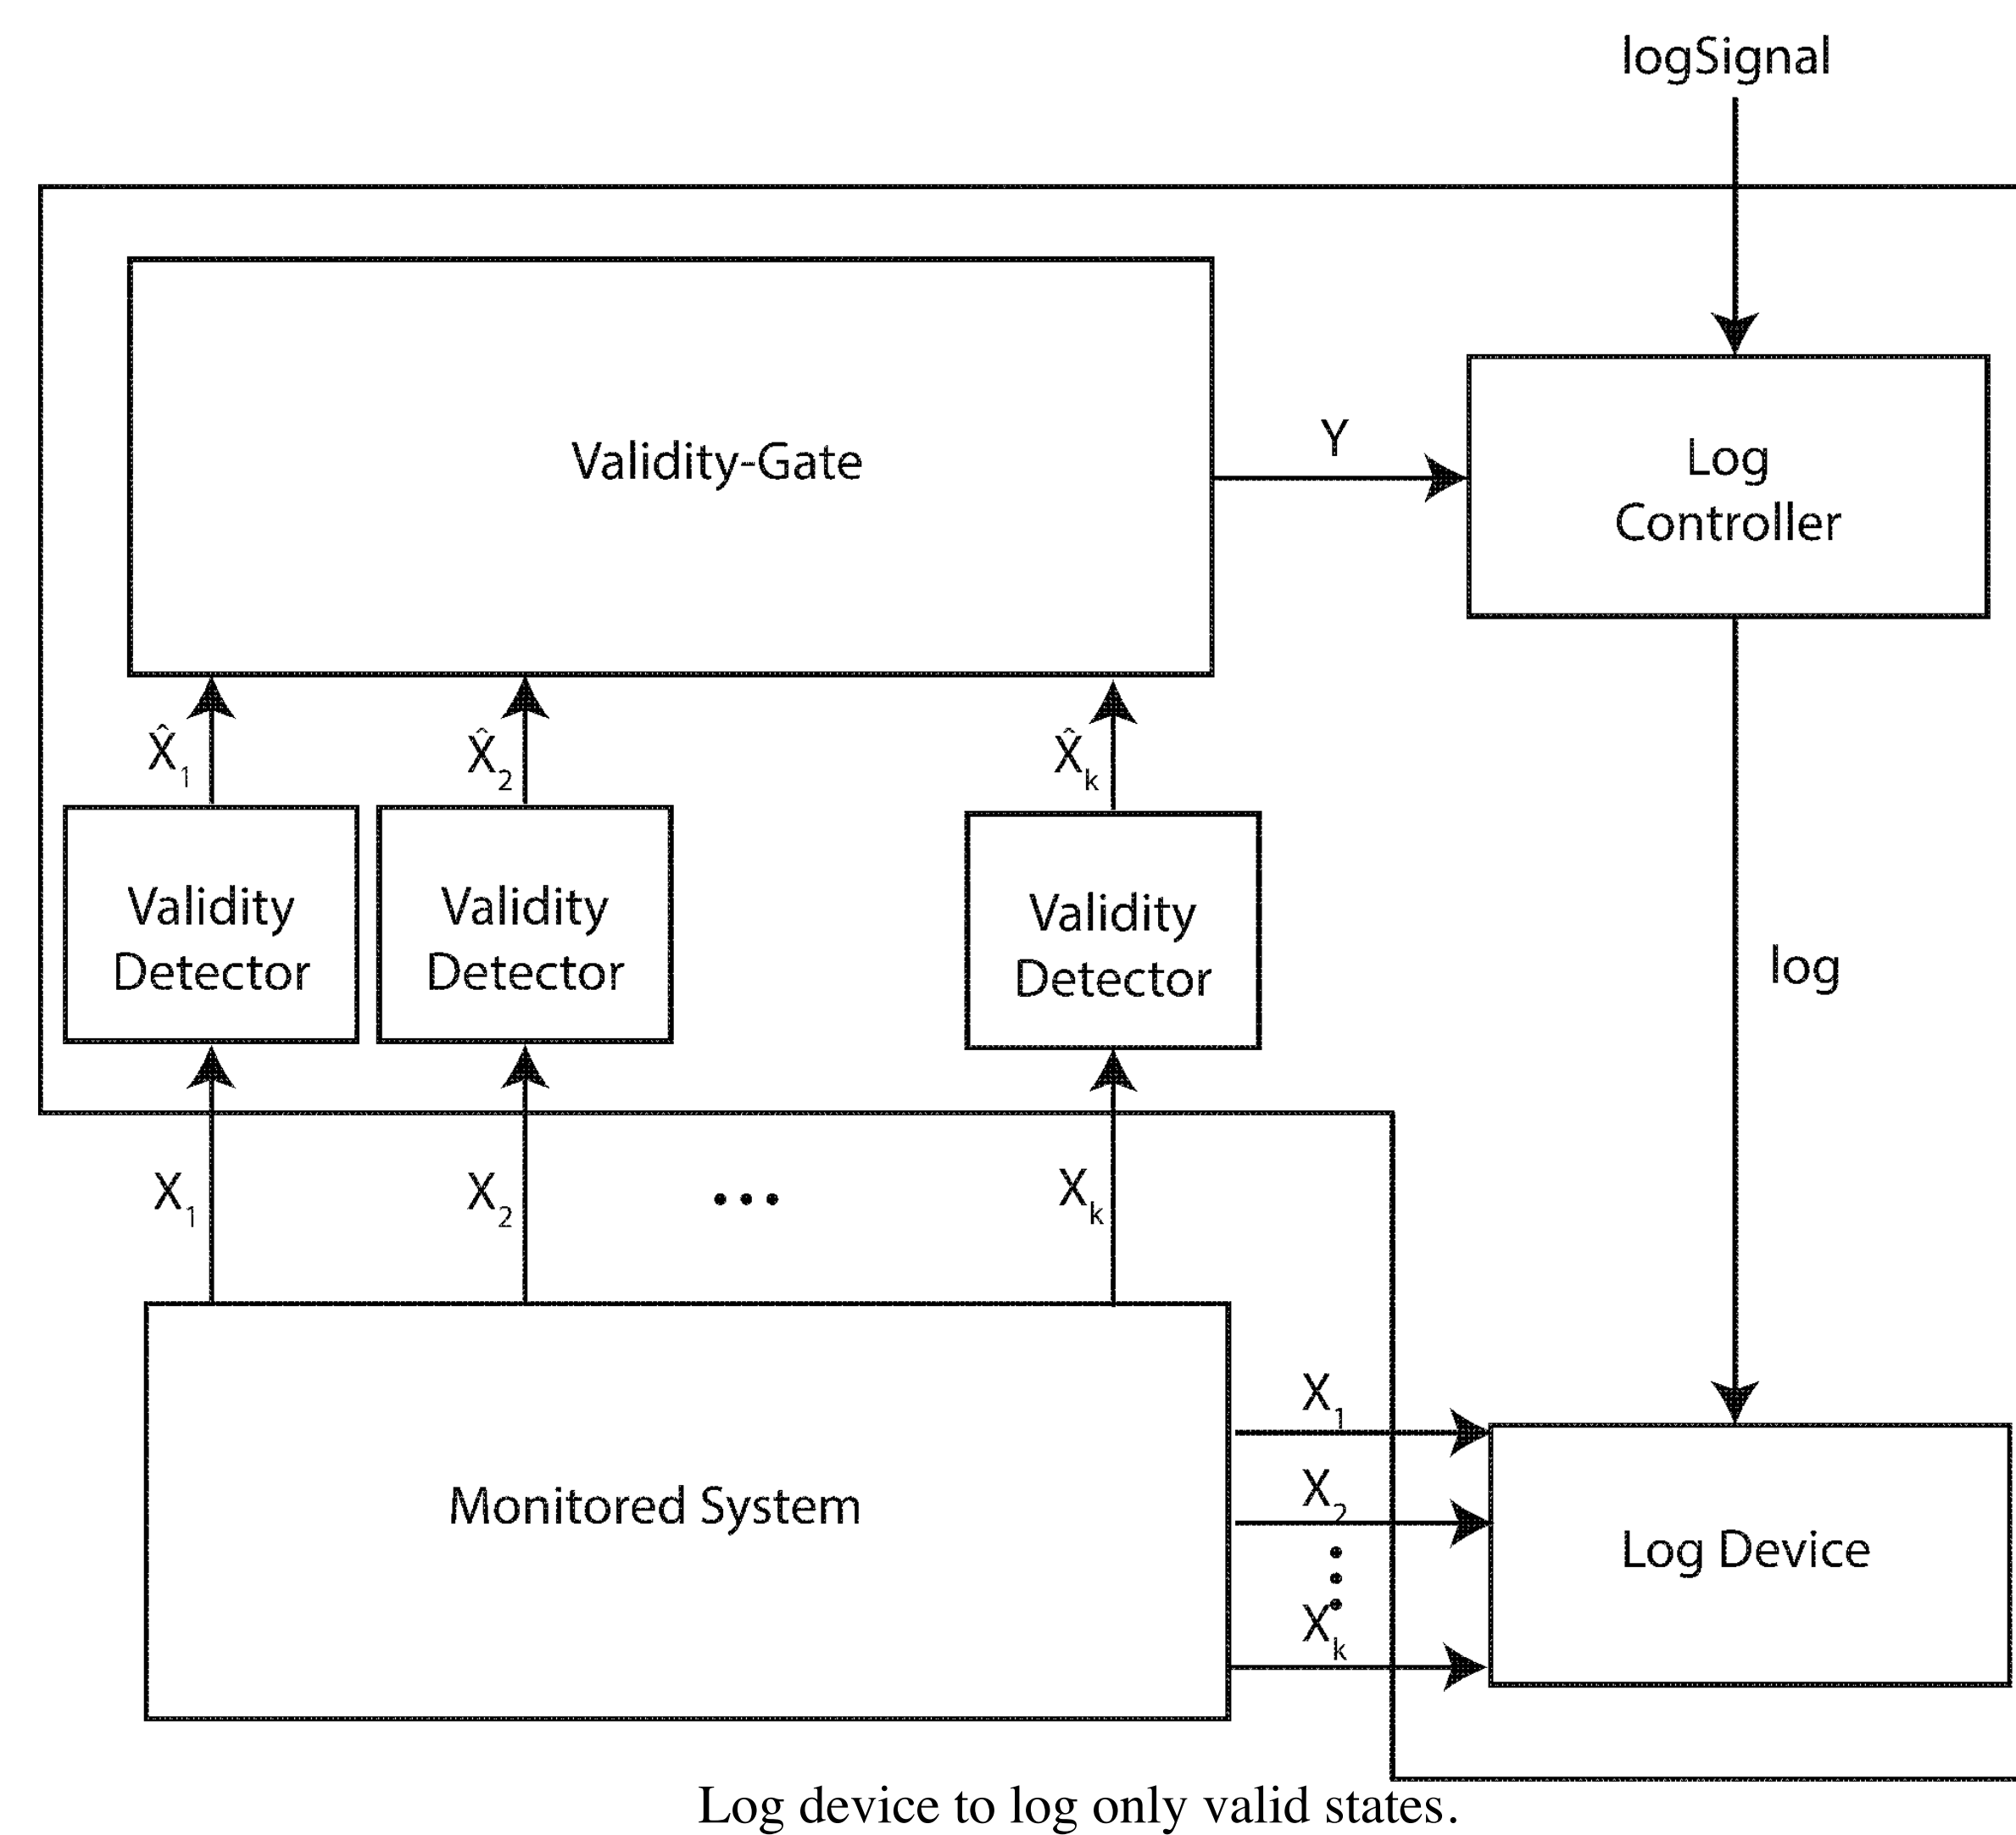 logSignal
Validity-Gate
Y
Log
Controller
X̂₁
X̂₂
X̂ₖ
Validity
Detector
Validity
Detector
Validity
Detector
log
X₁
X₂
...
Xₖ
Monitored System
X₁
X₂
⋮
Xₖ
Log Device
Log device to log only valid states.